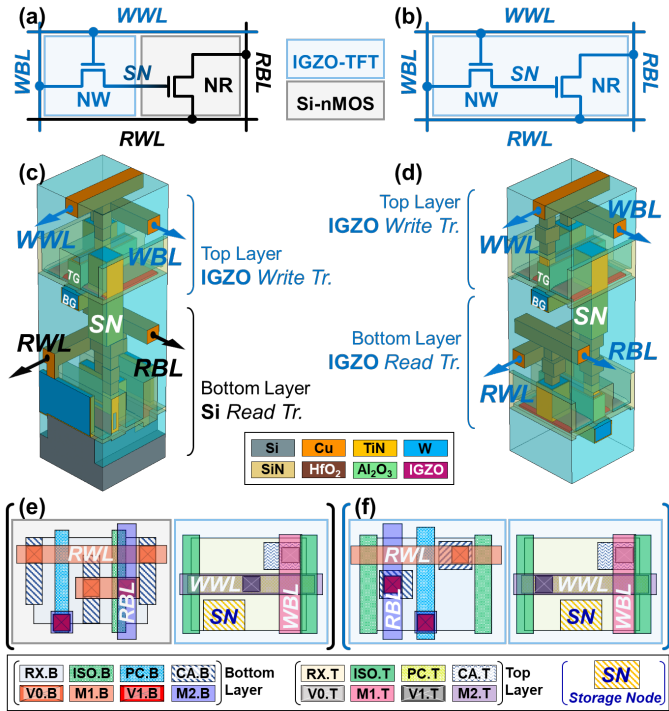 (a)
WWL
WBL
SN
NW
NR
RBL
RWL
IGZO-TFT
Si-nMOS
(b)
WWL
WBL
SN
NW
NR
RBL
RWL
(c)
WWL
WBL
TG
BG
SN
RWL
RBL
Top Layer
IGZO Write Tr.
Bottom Layer
Si Read Tr.
(d)
Top Layer
IGZO Write Tr.
WBL
WWL
TG
BG
SN
Bottom Layer
IGZO Read Tr.
RBL
RWL
Si Cu TiN W
SiN HfO₂ Al₂O₃ IGZO
(e)
RWL
RBL
WWL
WBL
SN
(f)
RWL
RBL
WWL
WBL
SN
RX.B ISO.B PC.B CA.B
V0.B M1.B V1.B M2.B
Bottom
Layer
RX.T ISO.T PC.T CA.T
V0.T M1.T V1.T M2.T
Top
Layer
SN
Storage Node